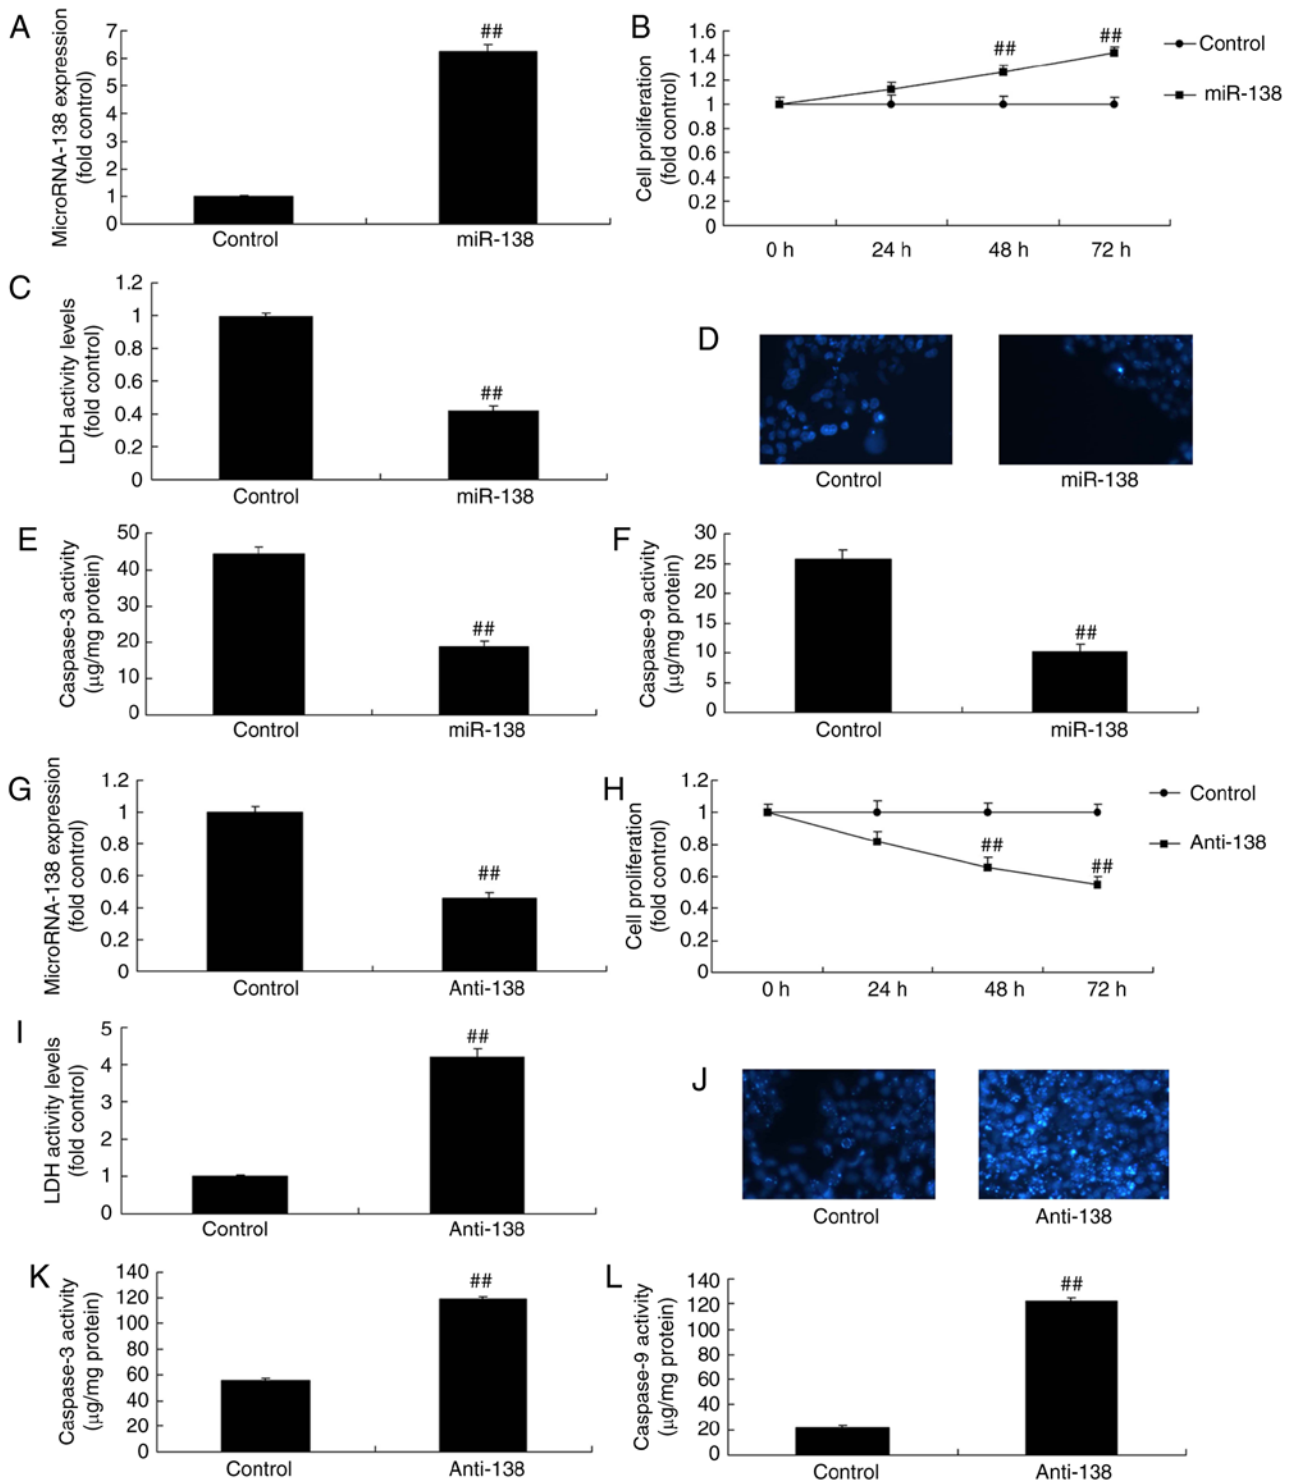 A
MicroRNA-138 expression
(fold control)
7
6
5
4
3
2
1
0
##
Control
miR-138
B
Cell proliferation
(fold control)
1.6
1.4
1.2
1
0.8
0.6
0.4
0.2
0
##
##
0 h
24 h
48 h
72 h
Control
miR-138
C
LDH activity levels
(fold control)
1.2
1
0.8
0.6
0.4
0.2
0
##
Control
miR-138
D
Control
miR-138
E
Caspase-3 activity
(µg/mg protein)
50
40
30
20
10
0
##
Control
miR-138
F
Caspase-9 activity
(µg/mg protein)
30
25
20
15
10
5
0
##
Control
miR-138
G
MicroRNA-138 expression
(fold control)
1.2
1
0.8
0.6
0.4
0.2
0
##
Control
Anti-138
H
Cell proliferation
(fold control)
1.2
1
0.8
0.6
0.4
0.2
0
##
##
0 h
24 h
48 h
72 h
Control
Anti-138
I
LDH activity levels
(fold control)
5
4
3
2
1
0
##
Control
Anti-138
J
Control
Anti-138
K
Caspase-3 activity
(µg/mg protein)
140
120
100
80
60
40
20
0
##
Control
Anti-138
L
Caspase-9 activity
(µg/mg protein)
140
120
100
80
60
40
20
0
##
Control
Anti-138